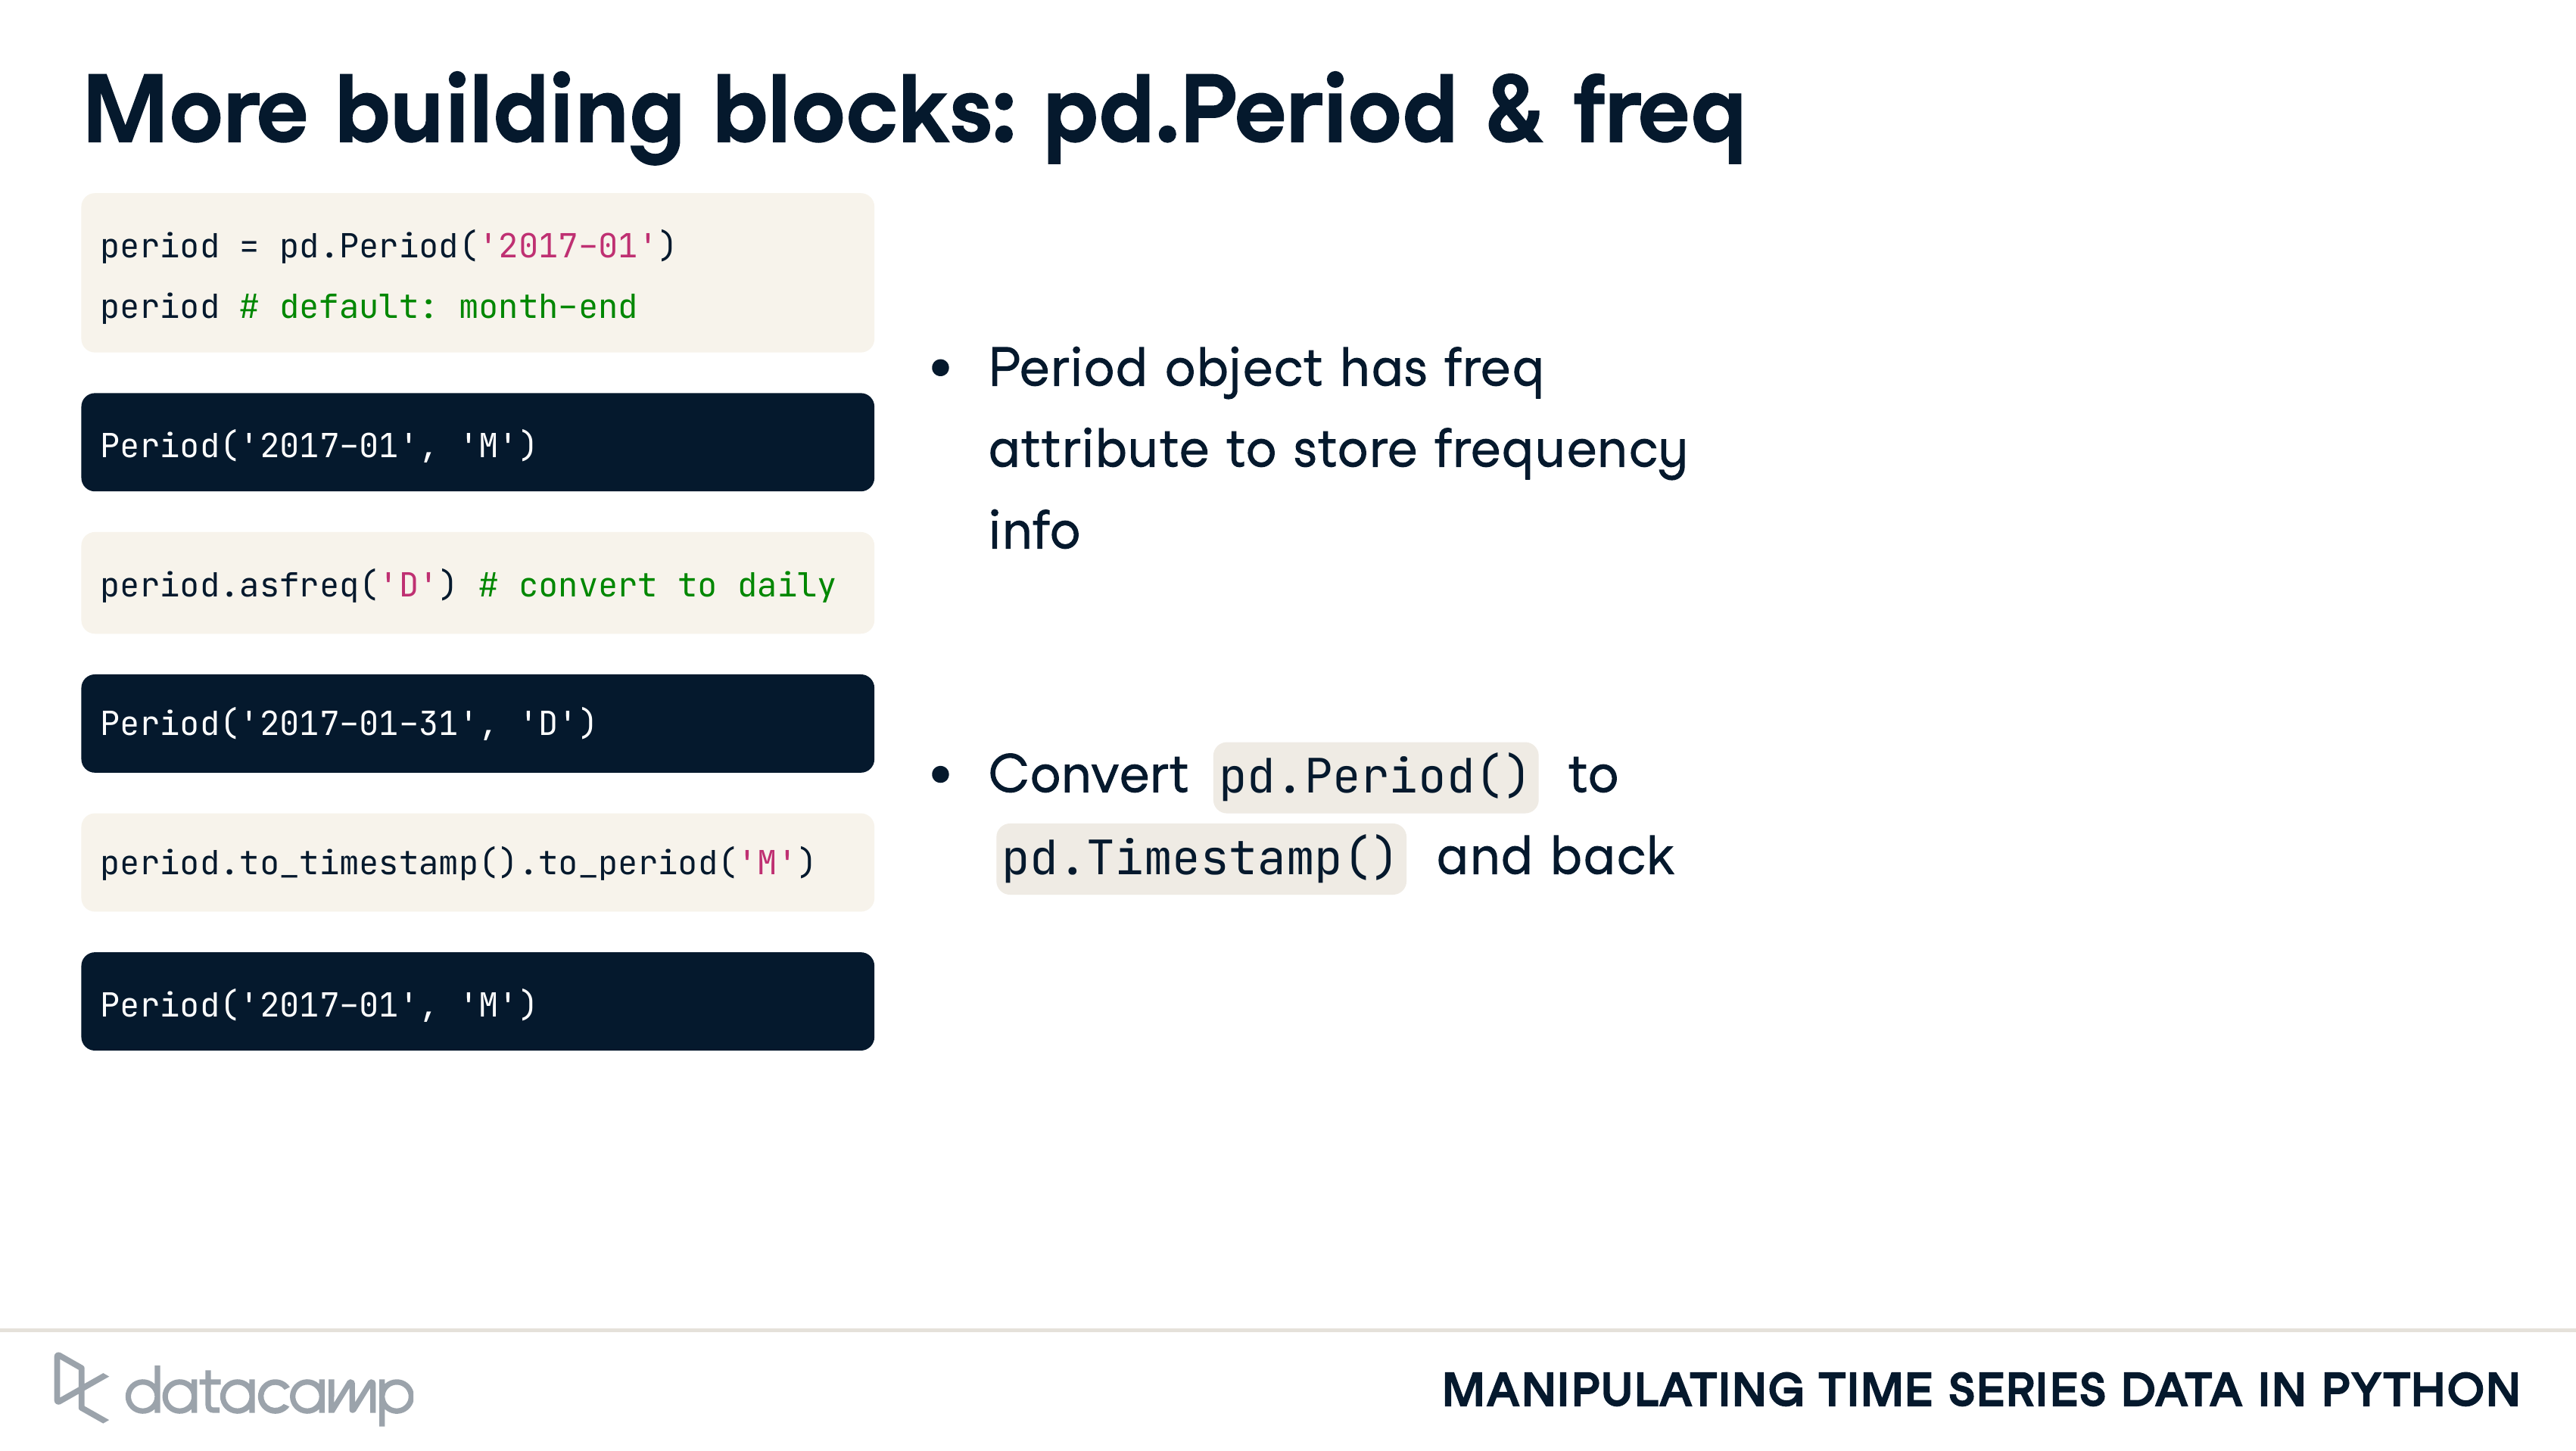 More building blocks: pd.Period & freq
period = pd.Period('2017-01')
period # default: month-end
Period('2017-01', 'M')
period.asfreq('D') # convert to daily
Period('2017-01-31', 'D')
period.to_timestamp().to_period('M')
Period('2017-01', 'M')
• Period object has freq
attribute to store frequency
info
• Convert pd.Period() to
pd.Timestamp() and back
datacamp
MANIPULATING TIME SERIES DATA IN PYTHON